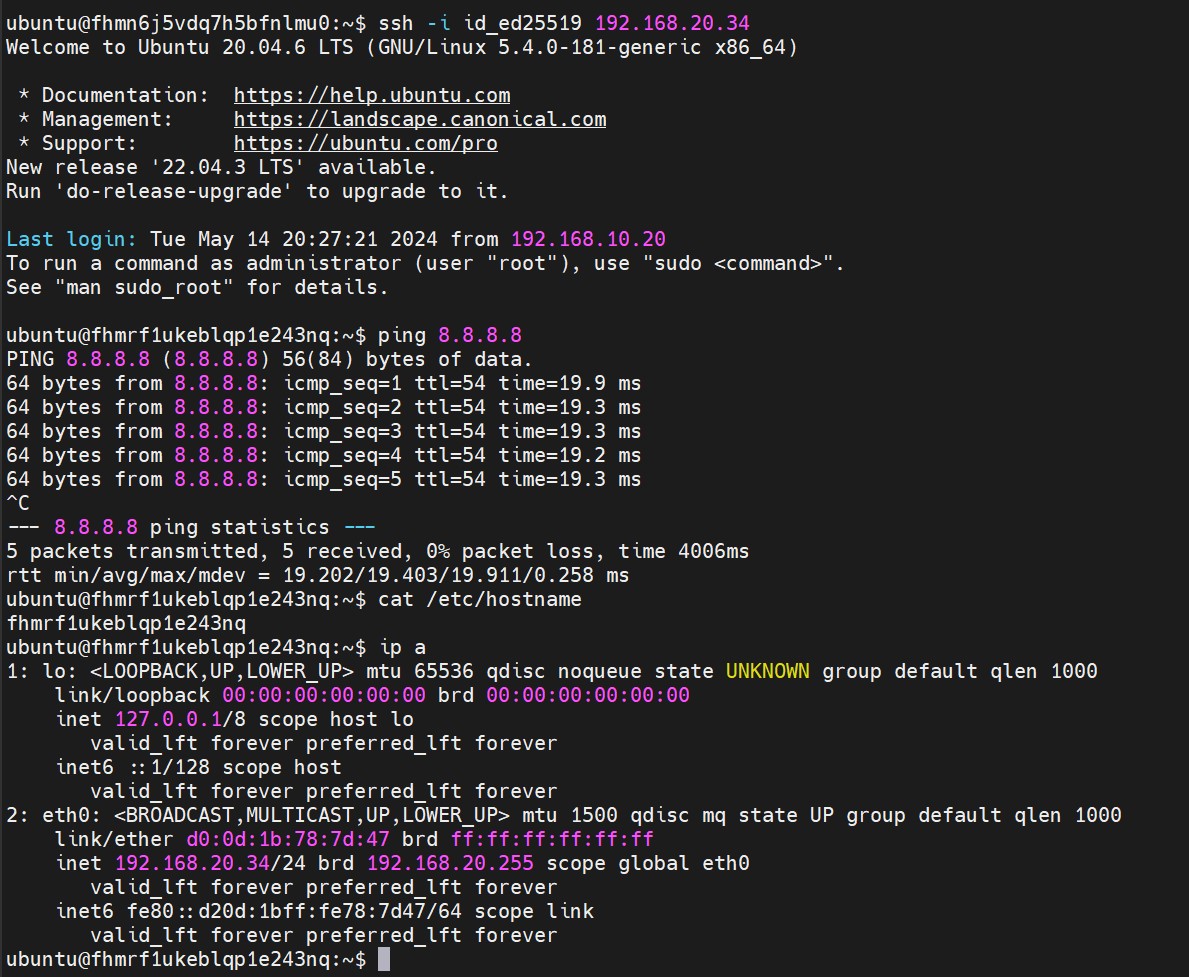 ubuntu@fhmn6j5vdq7h5bfnlmu0:~$ ssh -i id_ed25519 192.168.20.34
Welcome to Ubuntu 20.04.6 LTS (GNU/Linux 5.4.0-181-generic x86_64)
* Documentation: https://help.ubuntu.com
* Management: https://landscape.canonical.com
* Support: https://ubuntu.com/pro
New release '22.04.3 LTS' available.
Run 'do-release-upgrade' to upgrade to it.
Last login: Tue May 14 20:27:21 2024 from 192.168.10.20
To run a command as administrator (user "root"), use "sudo <command>".
See "man sudo_root" for details.
ubuntu@fhmrf1ukeblqp1e243nq:~$ ping 8.8.8.8
PING 8.8.8.8 (8.8.8.8) 56(84) bytes of data.
64 bytes from 8.8.8.8: icmp_seq=1 ttl=54 time=19.9 ms
64 bytes from 8.8.8.8: icmp_seq=2 ttl=54 time=19.3 ms
64 bytes from 8.8.8.8: icmp_seq=3 ttl=54 time=19.3 ms
64 bytes from 8.8.8.8: icmp_seq=4 ttl=54 time=19.2 ms
64 bytes from 8.8.8.8: icmp_seq=5 ttl=54 time=19.3 ms
^C
--- 8.8.8.8 ping statistics ---
5 packets transmitted, 5 received, 0% packet loss, time 4006ms
rtt min/avg/max/mdev = 19.202/19.403/19.911/0.258 ms
ubuntu@fhmrf1ukeblqp1e243nq:~$ cat /etc/hostname
fhmrf1ukeblqp1e243nq
ubuntu@fhmrf1ukeblqp1e243nq:~$ ip a
1: lo: <LOOPBACK,UP,LOWER_UP> mtu 65536 qdisc noqueue state UNKNOWN group default qlen 1000
link/loopback 00:00:00:00:00:00 brd 00:00:00:00:00:00
inet 127.0.0.1/8 scope host lo
valid_lft forever preferred_lft forever
inet6 ::1/128 scope host
valid_lft forever preferred_lft forever
2: eth0: <BROADCAST,MULTICAST,UP,LOWER_UP> mtu 1500 qdisc mq state UP group default qlen 1000
link/ether d0:0d:1b:78:7d:47 brd ff:ff:ff:ff:ff:ff
inet 192.168.20.34/24 brd 192.168.20.255 scope global eth0
valid_lft forever preferred_lft forever
inet6 fe80::d20d:1bff:fe78:7d47/64 scope link
valid_lft forever preferred_lft forever
ubuntu@fhmrf1ukeblqp1e243nq:~$